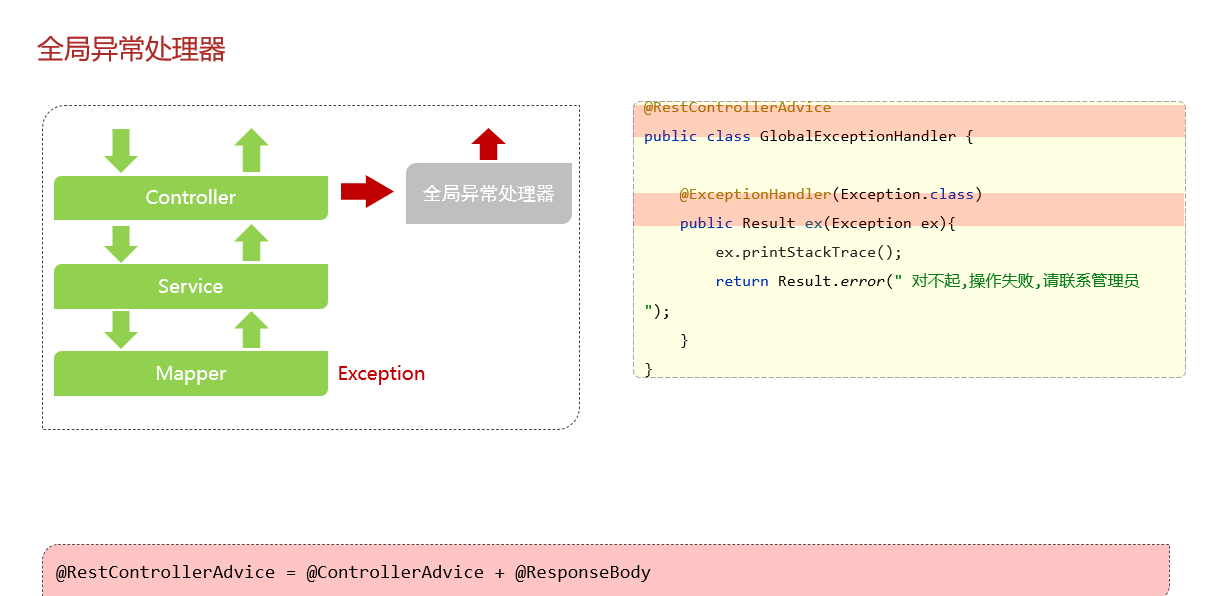 全局异常处理器
Controller
全局异常处理器
Service
Mapper
Exception
@RestControllerAdvice
public class GlobalExceptionHandler {
@ExceptionHandler(Exception.class)
public Result ex(Exception ex){
ex.printStackTrace();
return Result.error(" 对不起,操作失败,请联系管理员
");
}
}
@RestControllerAdvice = @ControllerAdvice + @ResponseBody